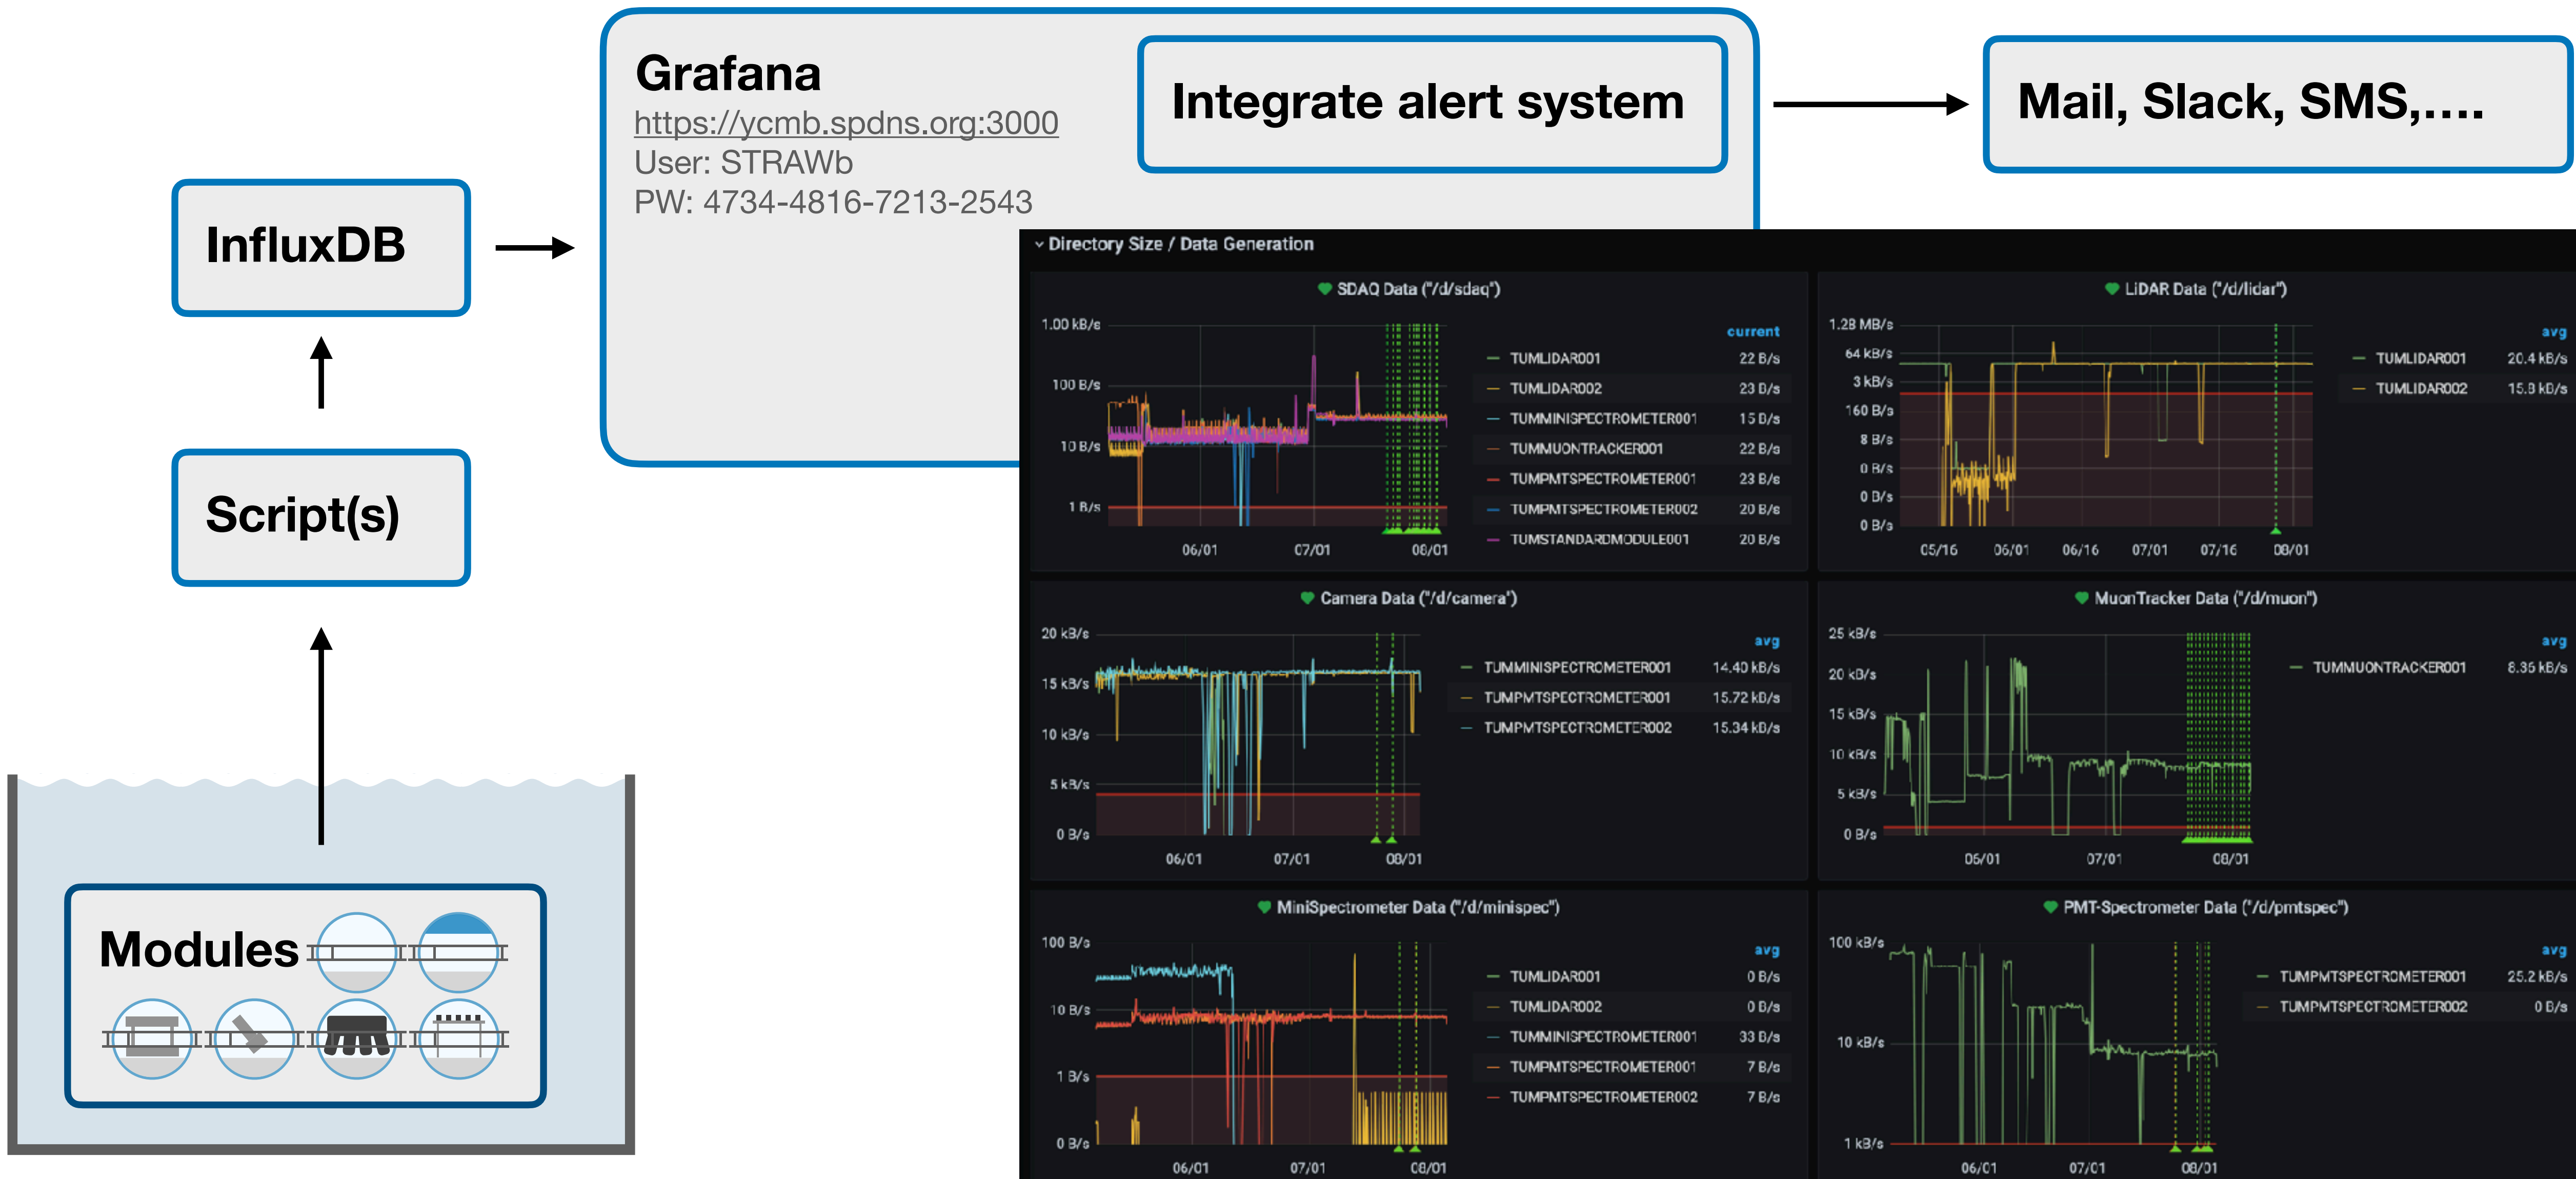 Grafana
https://ycmb.spdns.org:3000
User: STRAWb
PW: 4734-4816-7213-2543
Integrate alert system
Mail, Slack, SMS,....
InfluxDB
Script(s)
Modules
Directory Size / Data Generation
SDAQ Data ("/d/sdaq")
1.00 kB/s
100 B/s
10 B/s
1 B/s
06/01 07/01 08/01
current
TUMLIDAR001 22 B/s
TUMLIDAR002 23 B/s
TUMMINISPECTROMETER001 15 B/s
TUMMUONTRACKER001 22 B/s
TUMPMTSPECTROMETER001 23 B/s
TUMPMTSPECTROMETER002 20 B/s
TUMSTANDARDMODULE001 20 B/s
LiDAR Data ("/d/lidar")
1.28 MB/s
64 kB/s
3 kB/s
160 B/s
8 B/s
0 B/s
0 B/s
0 B/s
05/16 06/01 06/16 07/01 07/16 08/01
avg
TUMLIDAR001 20.4 kB/s
TUMLIDAR002 15.8 kB/s
Camera Data ("/d/camera")
20 kB/s
15 kB/s
10 kB/s
5 kB/s
0 B/s
06/01 07/01 08/01
avg
TUMMINISPECTROMETER001 14.40 kB/s
TUMPMTSPECTROMETER001 15.72 kB/s
TUMPMTSPECTROMETER002 15.34 kB/s
MuonTracker Data ("/d/muon")
25 kB/s
20 kB/s
15 kB/s
10 kB/s
5 kB/s
0 B/s
06/01 07/01 08/01
avg
TUMMUONTRACKER001 8.36 kB/s
MiniSpectrometer Data ("/d/minispec")
100 B/s
10 B/s
1 B/s
0 B/s
06/01 07/01 08/01
avg
TUMLIDAR001 0 B/s
TUMLIDAR002 0 B/s
TUMMINISPECTROMETER001 33 B/s
TUMPMTSPECTROMETER001 7 B/s
TUMPMTSPECTROMETER002 7 B/s
PMT-Spectrometer Data ("/d/pmtspec")
100 kB/s
10 kB/s
1 kB/s
06/01 07/01 08/01
avg
TUMPMTSPECTROMETER001 25.2 kB/s
TUMPMTSPECTROMETER002 0 B/s